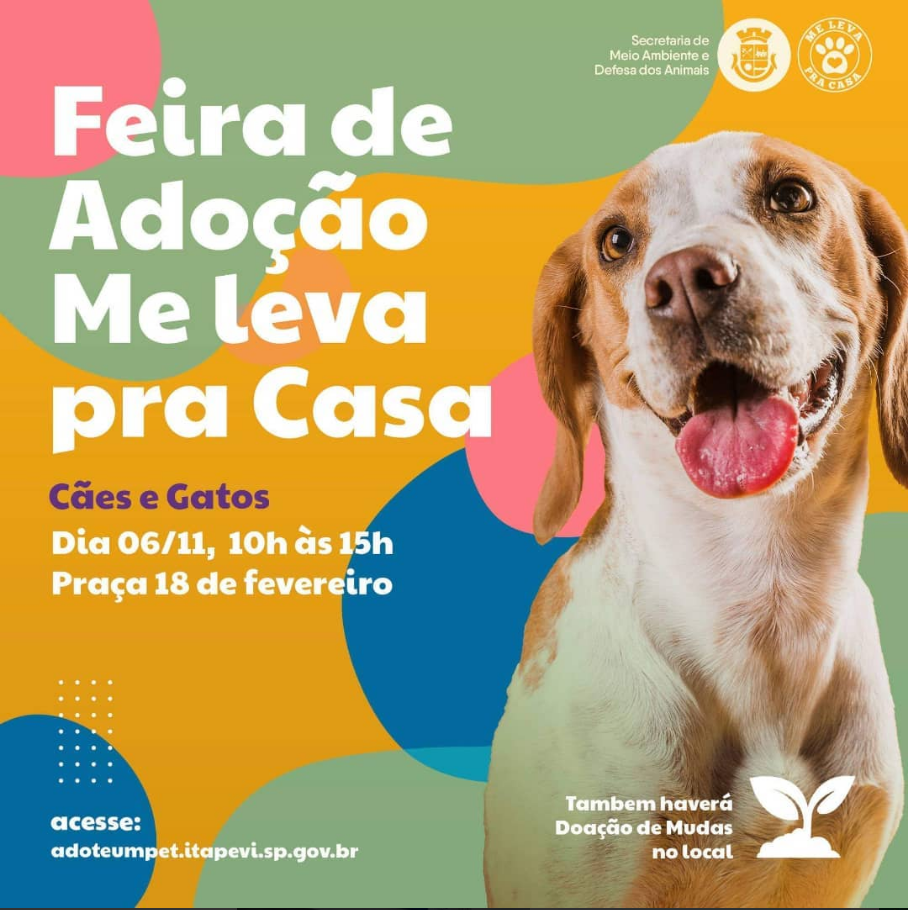 Secretaria de
Meio Ambiente e
Defesa dos Animais
ME LEVA
PRA CASA
Feira de
Adoção
Me leva
pra Casa
Cães e Gatos
Dia 06/11, 10h às 15h
Praça 18 de fevereiro
acesse:
adoteumpet.itapevi.sp.gov.br
Tambem haverá
Doação de Mudas
no local